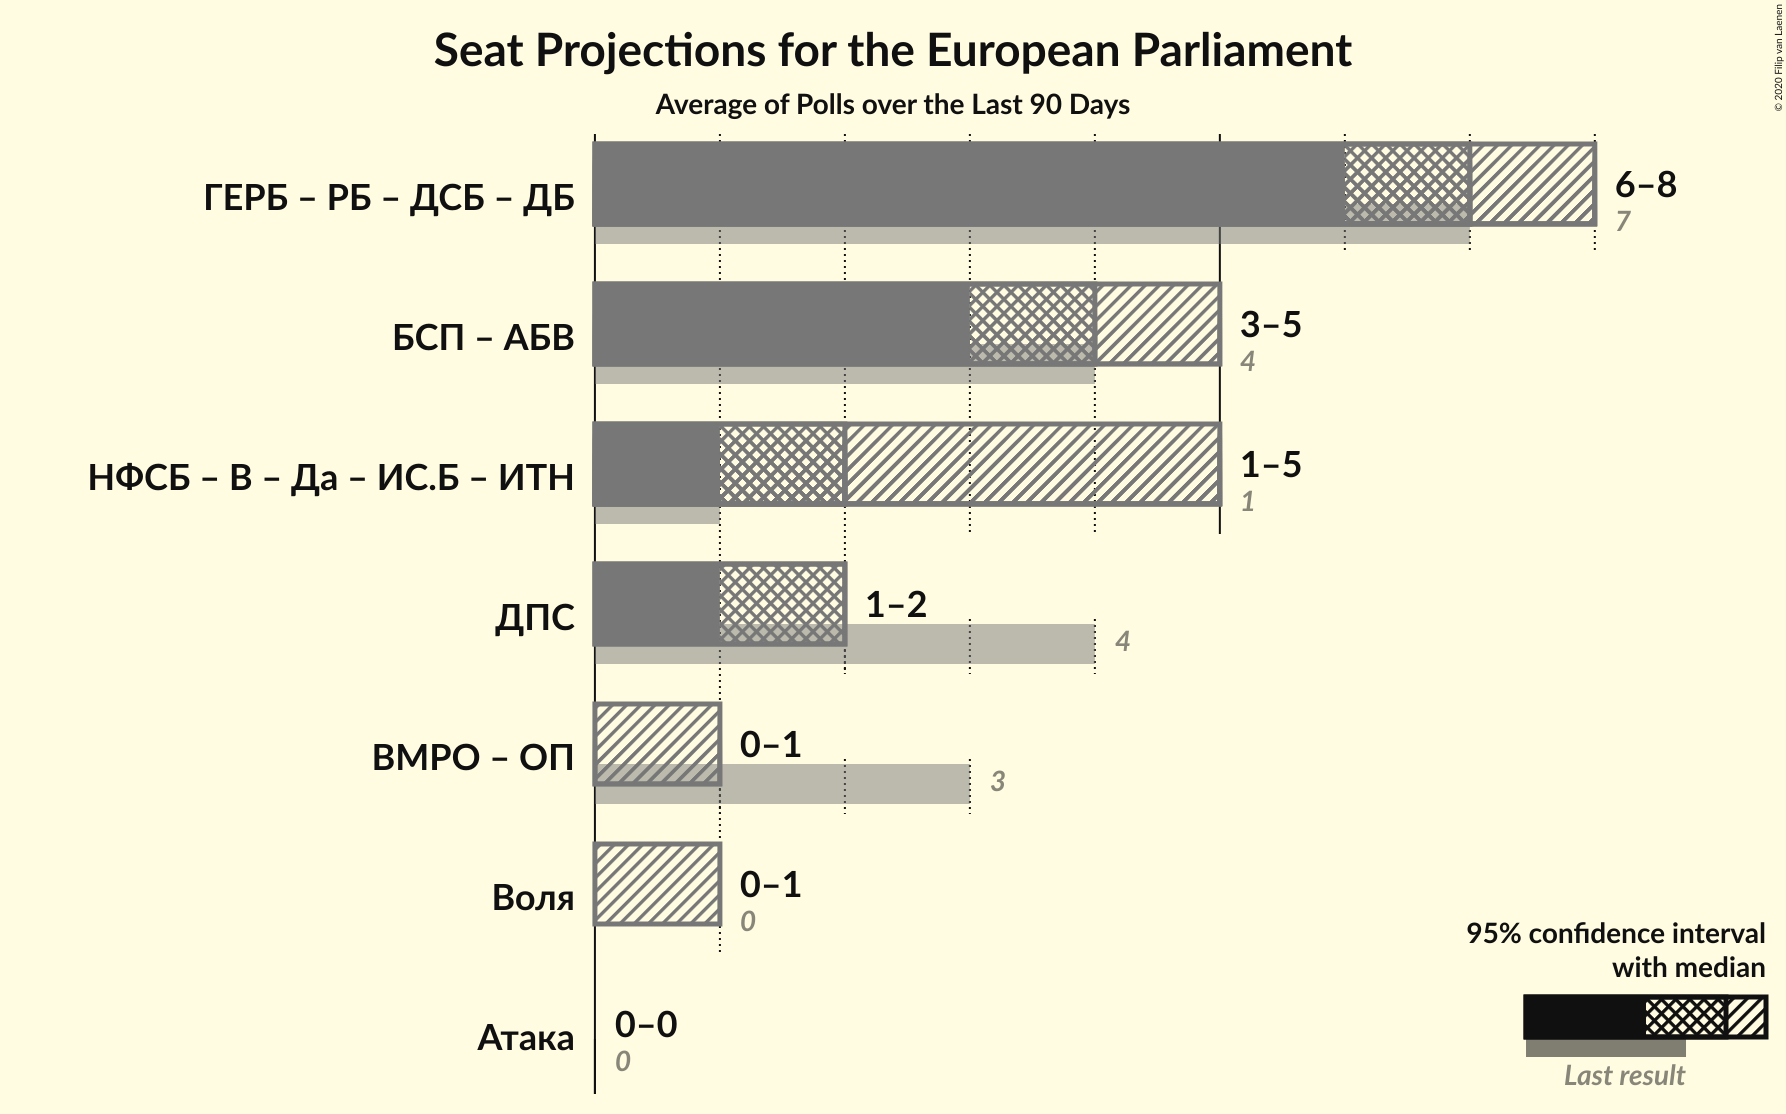 Seat Projections for the European Parliament
Average of Polls over the Last 90 Days
© 2020 Filip van Laenen
ГЕРБ – РБ – ДСБ – ДБ
6–8
7
БСП – АБВ
3–5
4
НФСБ – В – Да – ИС.Б – ИТН
1–5
1
ДПС
1–2
4
ВМРО – ОП
0–1
3
Воля
0–1
0
Атака
0–0
0
95% confidence interval
with median
Last result